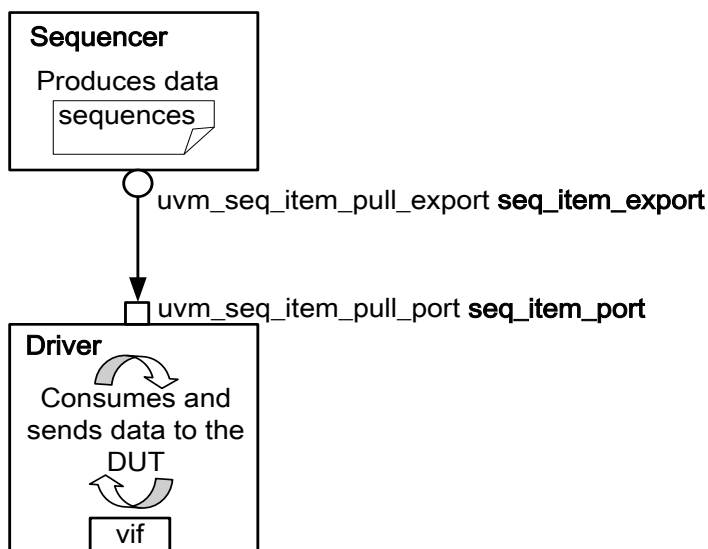 Sequencer
Produces data
sequences
uvm_seq_item_pull_export seq_item_export
uvm_seq_item_pull_port seq_item_port
Driver
Consumes and
sends data to the
DUT
vif